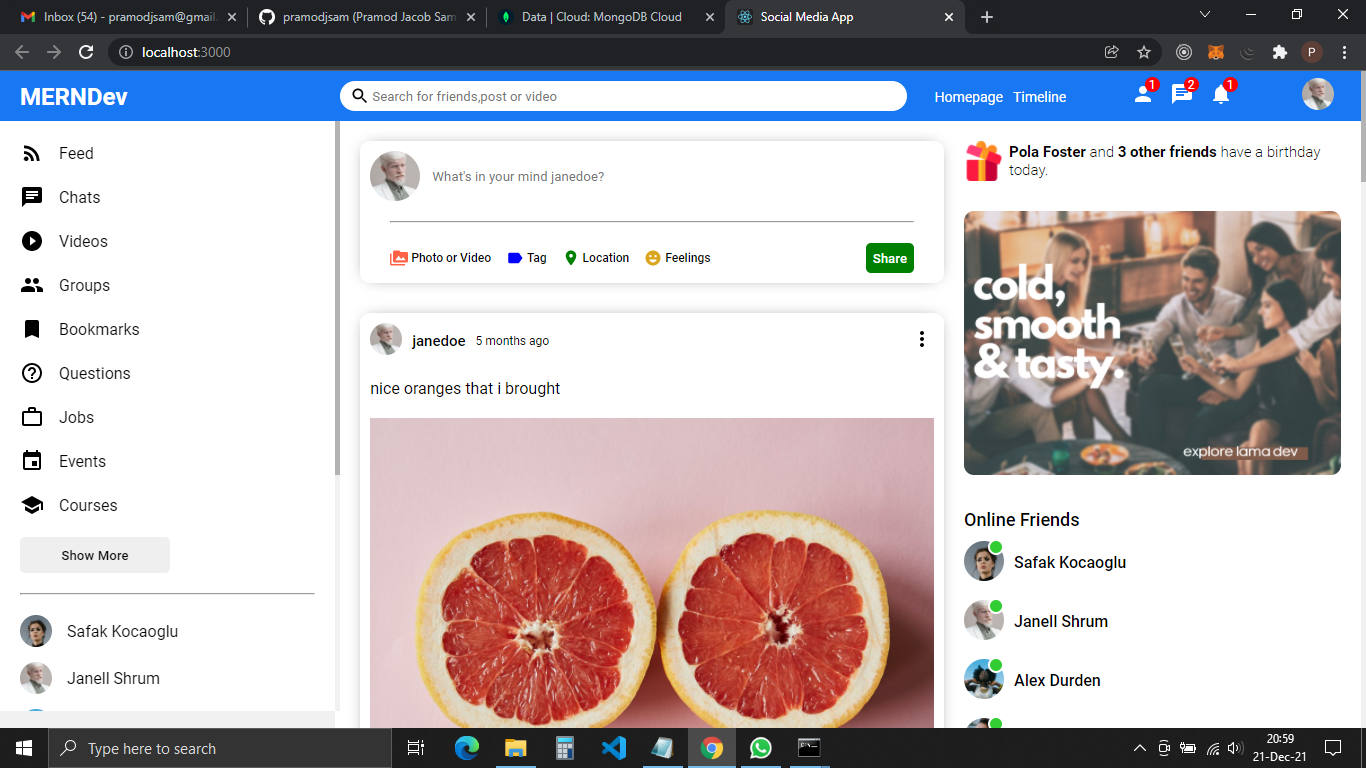 Inbox (54) - pramodjsam@gmail.
pramodjsam (Pramod Jacob Sam
Data | Cloud: MongoDB Cloud
Social Media App
localhost:3000
P
MERNDev
Search for friends,post or video
Homepage
Timeline
1
2
1
Feed
Chats
Videos
Groups
Bookmarks
Questions
Jobs
Events
Courses
Show More
Safak Kocaoglu
Janell Shrum
What's in your mind janedoe?
Photo or Video
Tag
Location
Feelings
Share
janedoe
5 months ago
nice oranges that i brought
Pola Foster and 3 other friends have a birthday
today.
cold,
smooth
& tasty.
explore lama dev
Online Friends
Safak Kocaoglu
Janell Shrum
Alex Durden
Type here to search
20:59
21-Dec-21